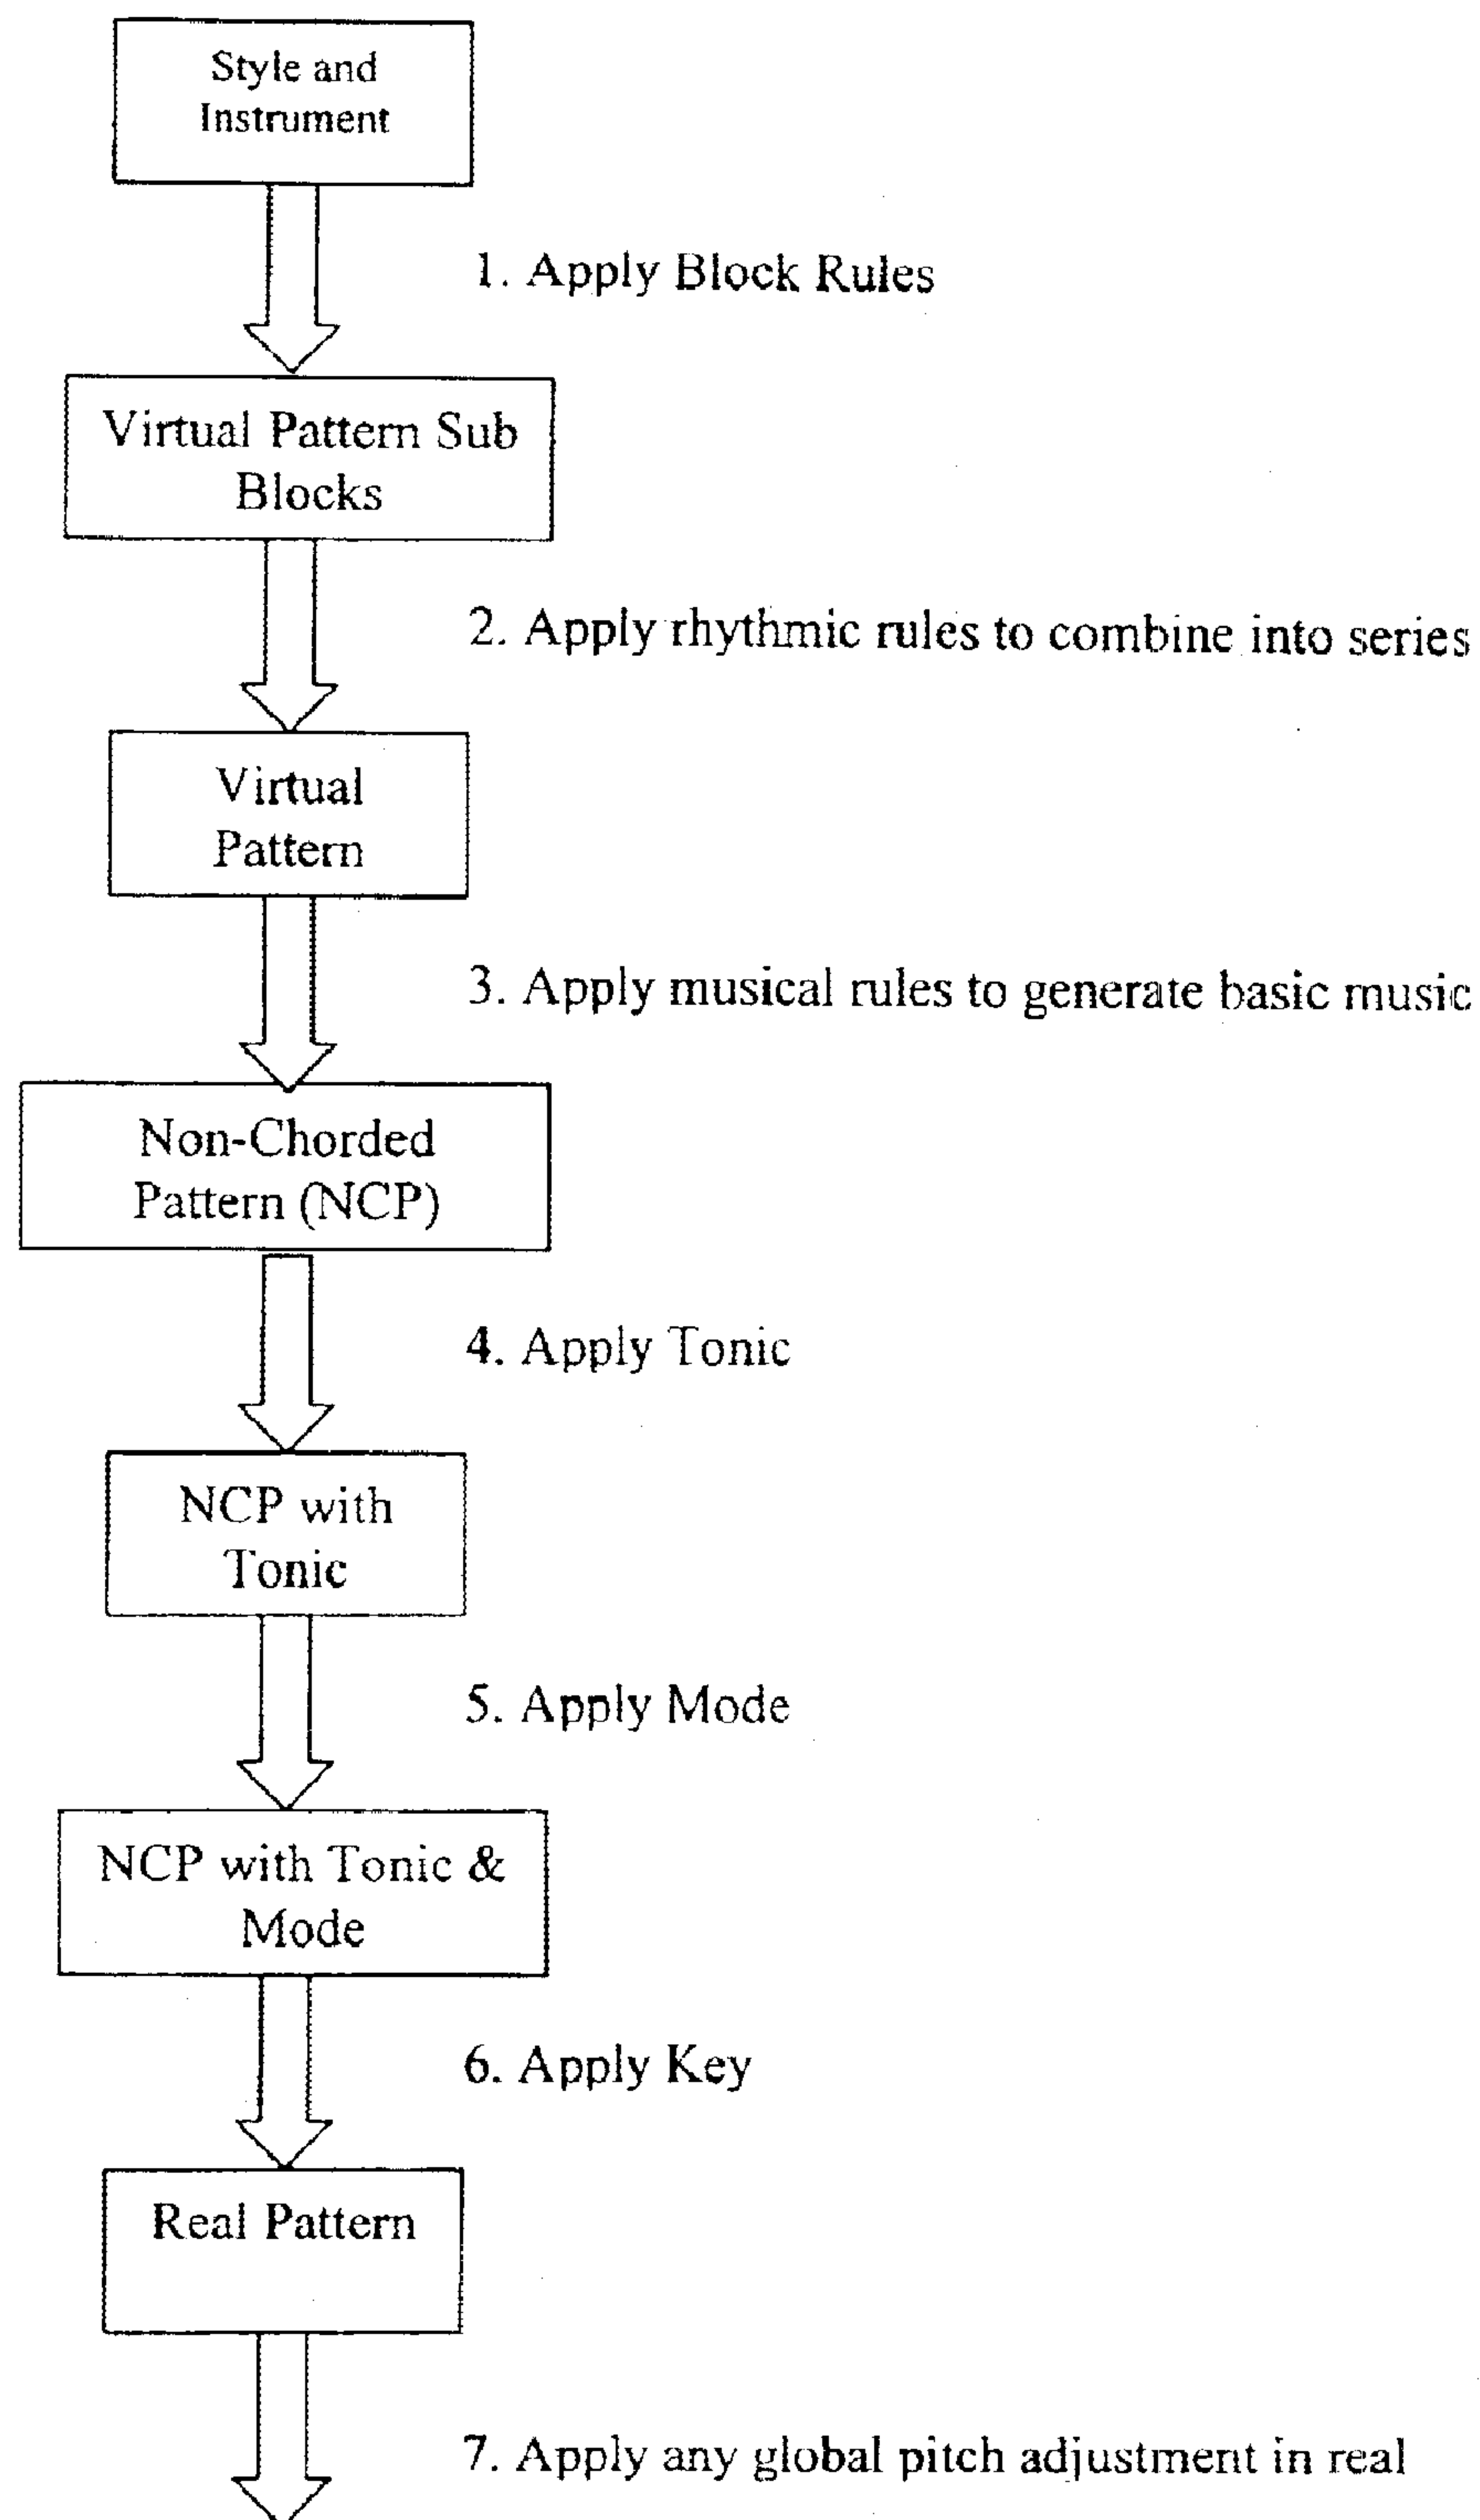 Style and
Instrument
1. Apply Block Rules
Virtual Pattern Sub
Blocks
2. Apply rhythmic rules to combine into series
Virtual
Pattern
3. Apply musical rules to generate basic music
Non-Chorded
Pattern (NCP)
4. Apply Tonic
NCP with
Tonic
5. Apply Mode
NCP with Tonic &
Mode
6. Apply Key
Real Pattern
7. Apply any global pitch adjustment in real